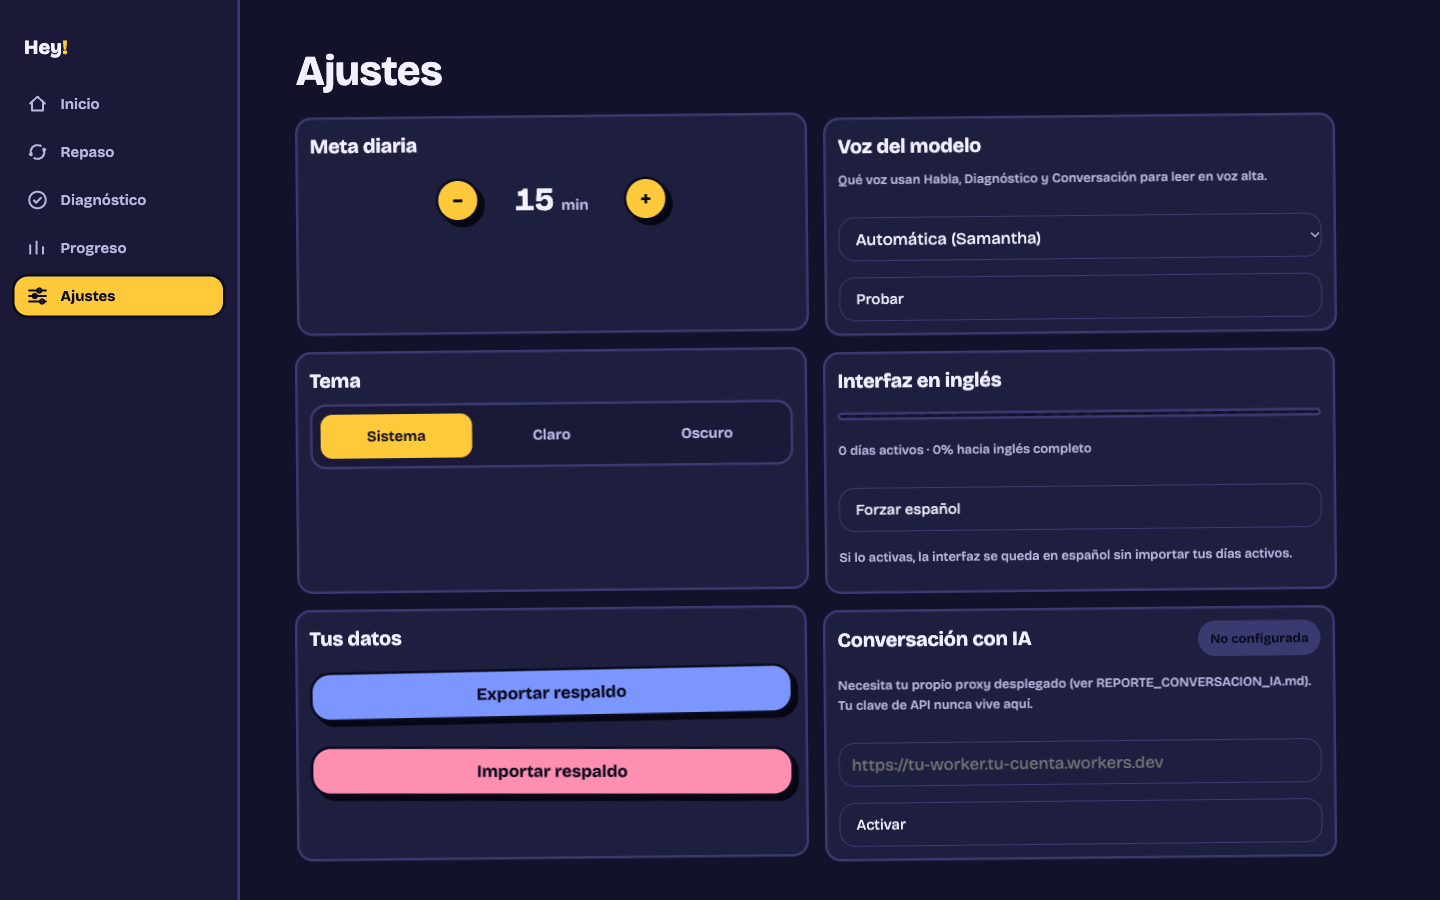 Hey!
Inicio
Repaso
Diagnóstico
Progreso
Ajustes
Ajustes
Meta diaria
− 15 min +
Voz del modelo
Qué voz usan Habla, Diagnóstico y Conversación para leer en voz alta.
Automática (Samantha)
Probar
Tema
Sistema Claro Oscuro
Interfaz en inglés
0 días activos · 0% hacia inglés completo
Forzar español
Si lo activas, la interfaz se queda en español sin importar tus días activos.
Tus datos
Exportar respaldo
Importar respaldo
Conversación con IA
No configurada
Necesita tu propio proxy desplegado (ver REPORTE_CONVERSACION_IA.md).
Tu clave de API nunca vive aquí.
https://tu-worker.tu-cuenta.workers.dev
Activar